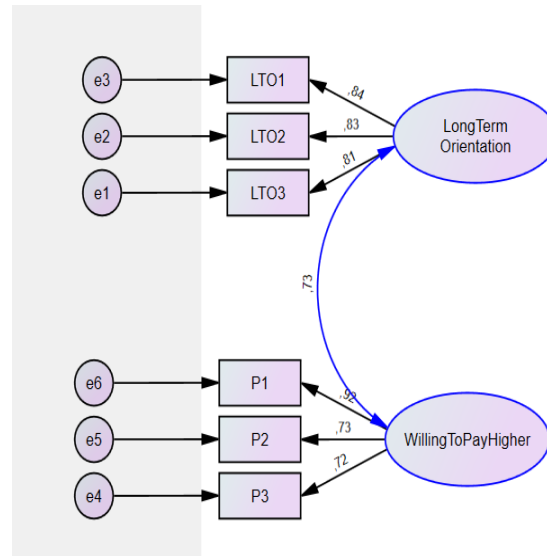 e3
LTO1
,84
LongTerm
Orientation
e2
LTO2
,83
e1
LTO3
,81
,73
e6
P1
,92
e5
P2
,73
WillingToPayHigher
e4
P3
,72